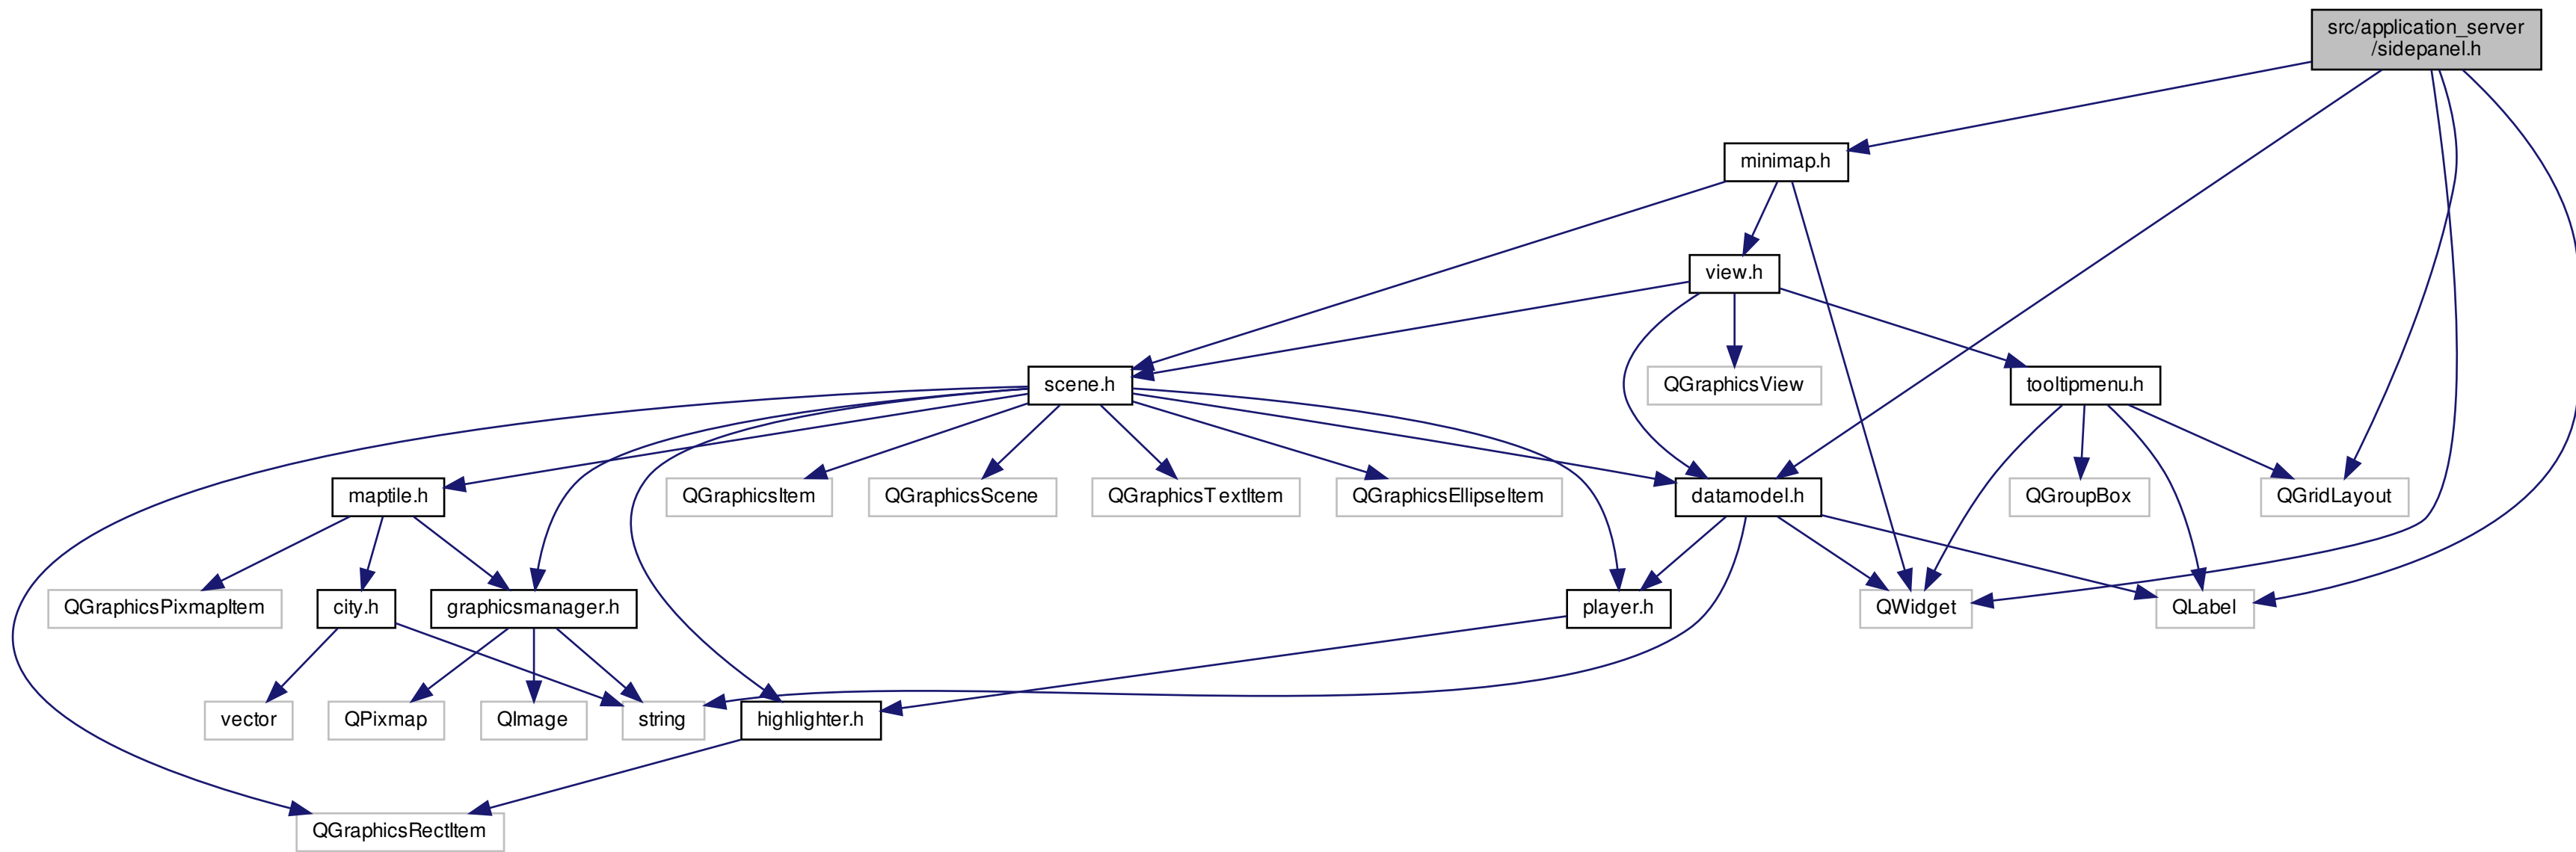 src/application_server
/sidepanel.h
minimap.h
view.h
scene.h
QGraphicsView
tooltipmenu.h
maptile.h
QGraphicsItem
QGraphicsScene
QGraphicsTextItem
QGraphicsEllipseItem
datamodel.h
QGroupBox
QGridLayout
QGraphicsPixmapItem
city.h
graphicsmanager.h
player.h
QWidget
QLabel
vector
QPixmap
QImage
string
highlighter.h
QGraphicsRectItem